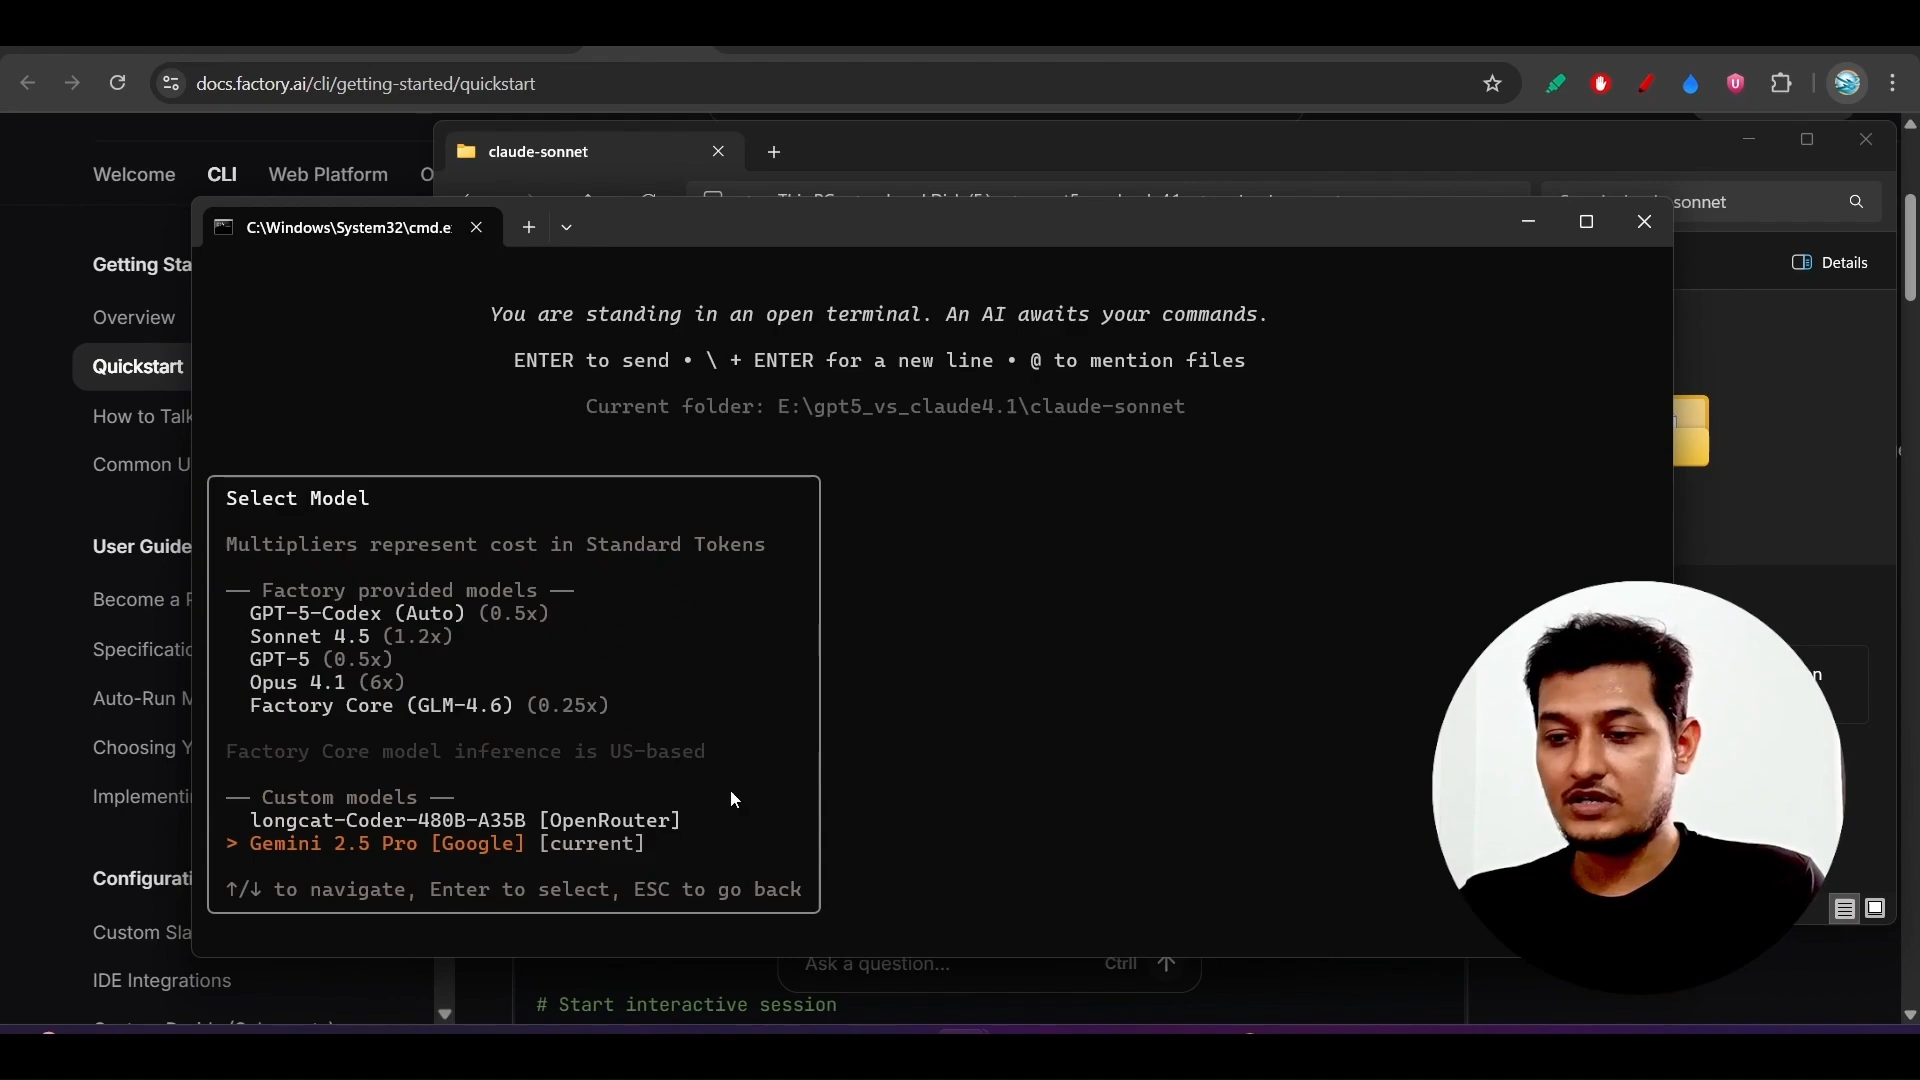 docs.factory.ai/cli/getting-started/quickstart
Welcome
CLI
Web Platform
claude-sonnet
sonnet
C:\Windows\System32\cmd.e
Details
Getting Sta
Overview
Quickstart
How to Talk
Common U
User Guide
Become a
Specificatio
Auto-Run M
Choosing Y
Implementi
Configurati
Custom Sla
IDE Integrations
You are standing in an open terminal. An AI awaits your commands.
ENTER to send • \ + ENTER for a new line • @ to mention files
Current folder: E:\gpt5_vs_claude4.1\claude-sonnet
Select Model
Multipliers represent cost in Standard Tokens
── Factory provided models ──
GPT-5-Codex (Auto) (0.5x)
Sonnet 4.5 (1.2x)
GPT-5 (0.5x)
Opus 4.1 (6x)
Factory Core (GLM-4.6) (0.25x)
Factory Core model inference is US-based
── Custom models ──
longcat-Coder-480B-A35B [OpenRouter]
> Gemini 2.5 Pro [Google] [current]
↑/↓ to navigate, Enter to select, ESC to go back
Ask a question...
CtrlI
# Start interactive session